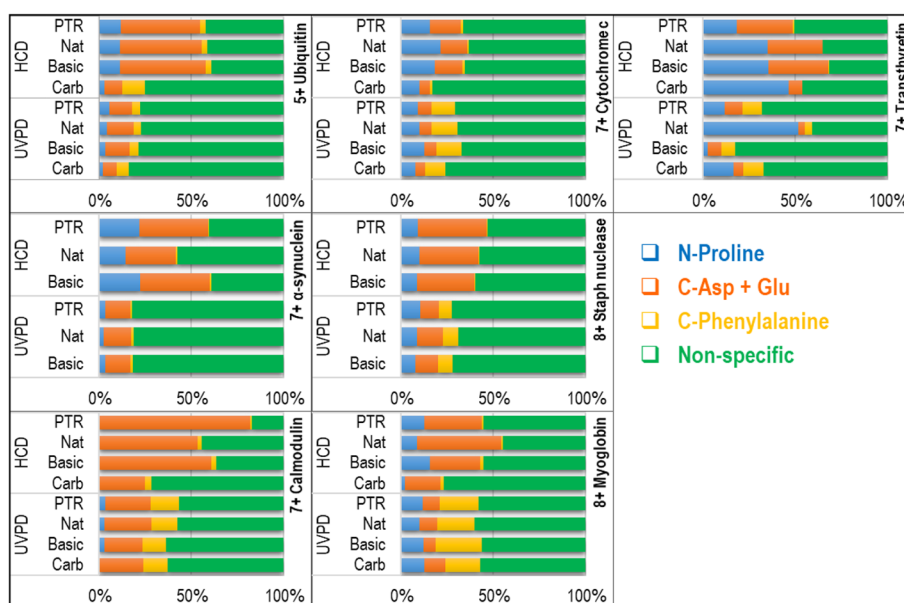 HCD
PTR
Nat
Basic
Carb
UVPD
PTR
Nat
Basic
Carb
0% 50% 100%
5+ Ubiquitin
HCD
PTR
Nat
Basic
Carb
UVPD
PTR
Nat
Basic
Carb
0% 50% 100%
7+ Cytochrome c
HCD
PTR
Nat
Basic
Carb
UVPD
PTR
Nat
Basic
Carb
0% 50% 100%
7+ Transthyretin
HCD
PTR
Nat
Basic
UVPD
PTR
Nat
Basic
0% 50% 100%
7+ α-synuclein
HCD
PTR
Nat
Basic
UVPD
PTR
Nat
Basic
0% 50% 100%
8+ Staph nuclease
N-Proline
C-Asp + Glu
C-Phenylalanine
Non-specific
HCD
PTR
Nat
Basic
Carb
UVPD
PTR
Nat
Basic
Carb
0% 50% 100%
7+ Calmodulin
HCD
PTR
Nat
Basic
Carb
UVPD
PTR
Nat
Basic
Carb
0% 50% 100%
8+ Myoglobin